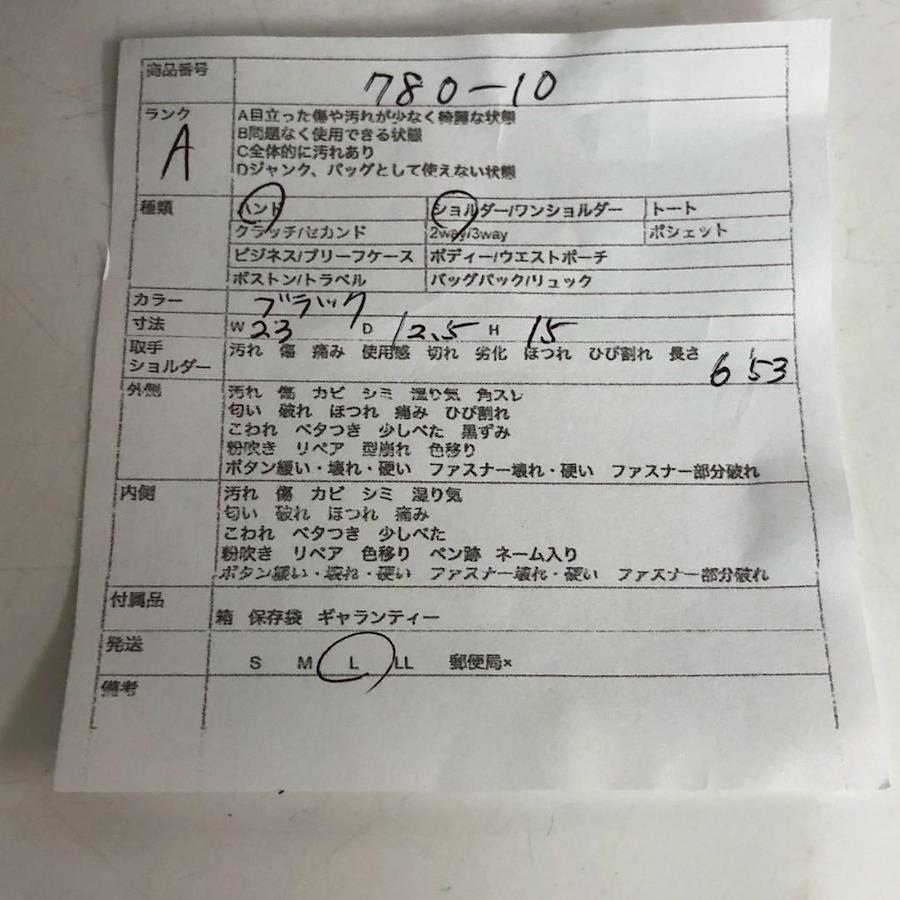 商品番号 780-10
ランク A目立った傷や汚れが少なく綺麗な状態
A B問題なく使用できる状態
C全体的に汚れあり
Dジャンク、バッグとして使えない状態
種類 ハンド ショルダー/ワンショルダー トート
クラッチ/セカンド 2way/3way ポシェット
ビジネス/ブリーフケース ボディー/ウエストポーチ
ボストン/トラベル バッグパック/リュック
カラー ブラック
寸法 W 23 D 12.5 H 15
取手 汚れ 傷 痛み 使用感 切れ 劣化 ほつれ ひび割れ 長さ
ショルダー 6 53
外側 汚れ 傷 カビ シミ 湿り気 角スレ
匂い 破れ ほつれ 痛み ひび割れ
こわれ ベタつき 少しべた 黒ずみ
粉吹き リペア 型崩れ 色移り
ボタン緩い・壊れ・硬い ファスナー壊れ・硬い ファスナー部分破れ
内側 汚れ 傷 カビ シミ 湿り気
匂い 破れ ほつれ 痛み
こわれ ベタつき 少しべた
粉吹き リペア 色移り ペン跡 ネーム入り
ボタン緩い・壊れ・硬い ファスナー壊れ・硬い ファスナー部分破れ
付属品 箱 保存袋 ギャランティー
発送 S M L LL 郵便局×
備考